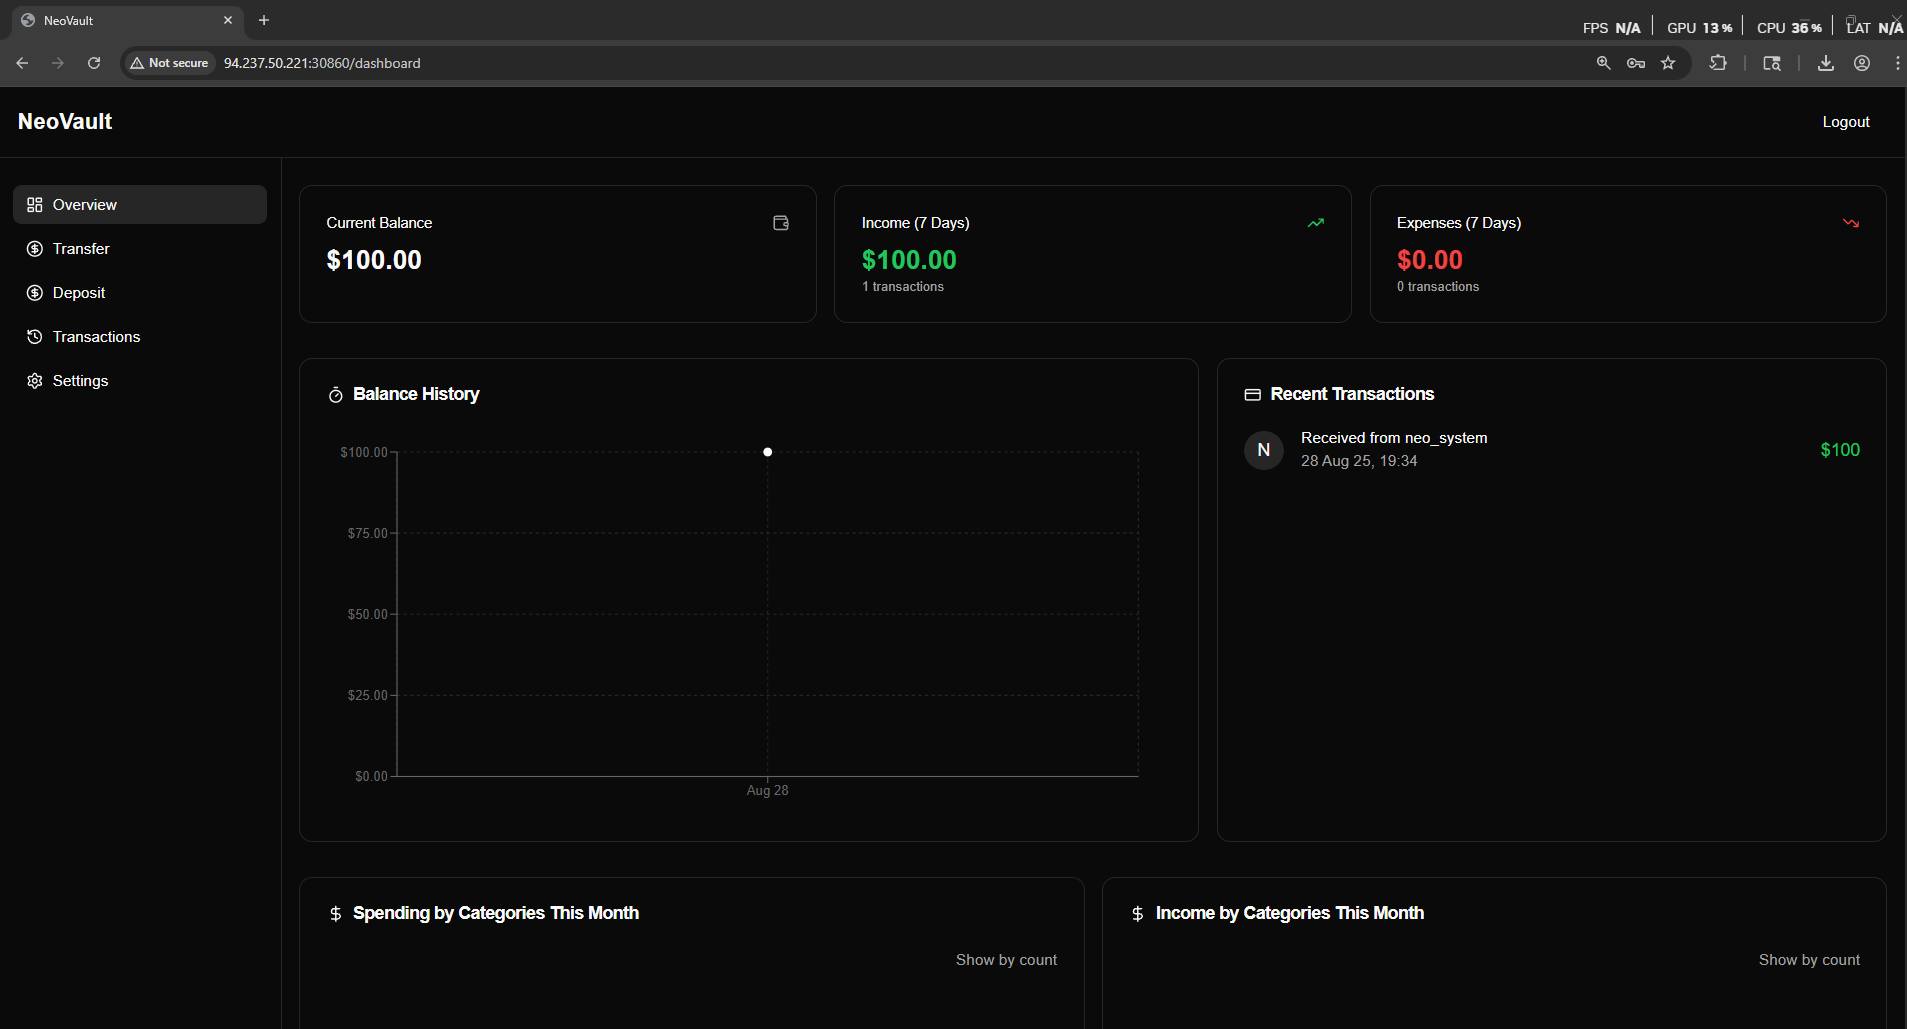 NeoVault
FPS N/A GPU 13 % CPU 36 % LAT N/A
Not secure 94.237.50.221:30860/dashboard
NeoVault
Logout
Overview
Transfer
Deposit
Transactions
Settings
Current Balance
$100.00
Income (7 Days)
$100.00
1 transactions
Expenses (7 Days)
$0.00
0 transactions
Balance History
$100.00
$75.00
$50.00
$25.00
$0.00
Aug 28
Recent Transactions
N
Received from neo_system
28 Aug 25, 19:34
$100
Spending by Categories This Month
Show by count
Income by Categories This Month
Show by count